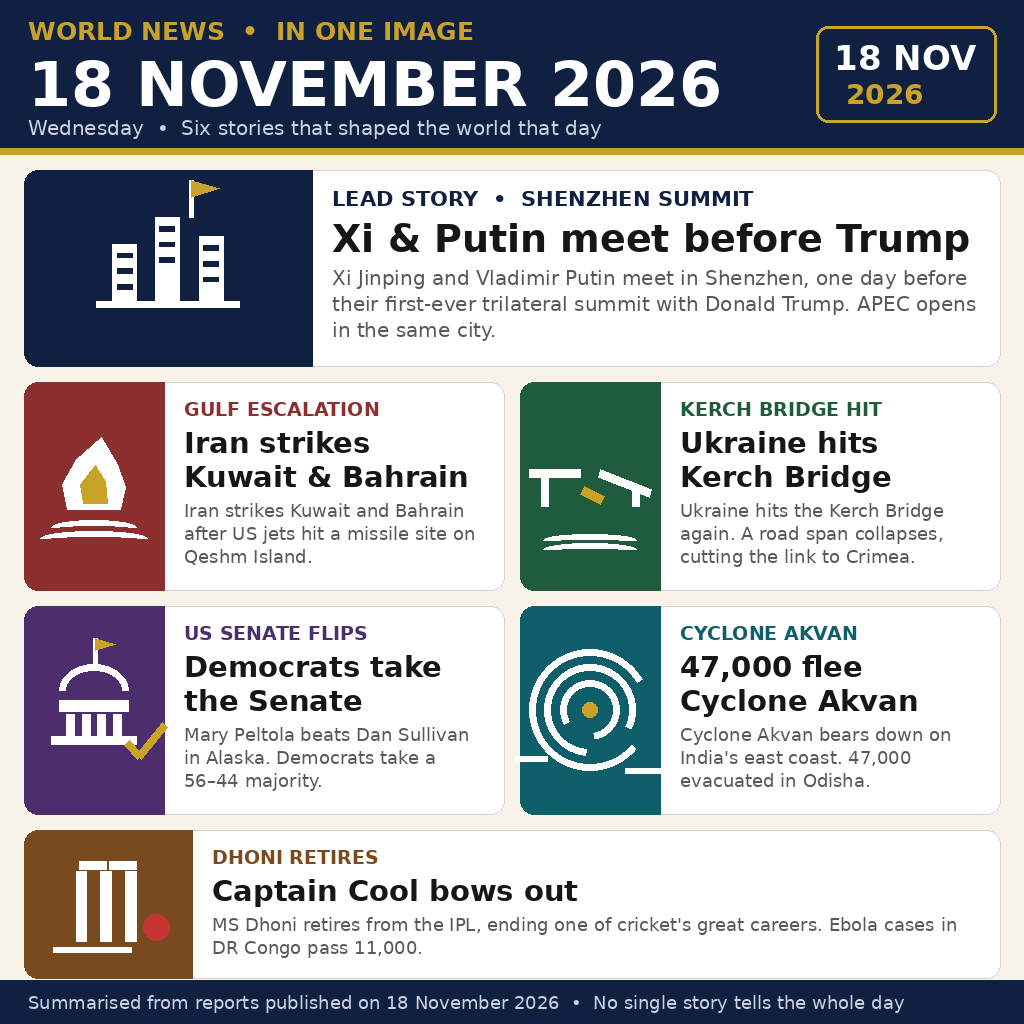 WORLD NEWS • IN ONE IMAGE
18 NOVEMBER 2026
Wednesday • Six stories that shaped the world that day
18 NOV
2026
LEAD STORY • SHENZHEN SUMMIT
Xi & Putin meet before Trump
Xi Jinping and Vladimir Putin meet in Shenzhen, one day before
their first-ever trilateral summit with Donald Trump. APEC opens
in the same city.
GULF ESCALATION
Iran strikes
Kuwait & Bahrain
Iran strikes Kuwait and Bahrain
after US jets hit a missile site on
Qeshm Island.
KERCH BRIDGE HIT
Ukraine hits
Kerch Bridge
Ukraine hits the Kerch Bridge
again. A road span collapses,
cutting the link to Crimea.
US SENATE FLIPS
Democrats take
the Senate
Mary Peltola beats Dan Sullivan
in Alaska. Democrats take a
56–44 majority.
CYCLONE AKVAN
47,000 flee
Cyclone Akvan
Cyclone Akvan bears down on
India's east coast. 47,000
evacuated in Odisha.
DHONI RETIRES
Captain Cool bows out
MS Dhoni retires from the IPL, ending one of cricket's great careers. Ebola cases in
DR Congo pass 11,000.
Summarised from reports published on 18 November 2026 • No single story tells the whole day